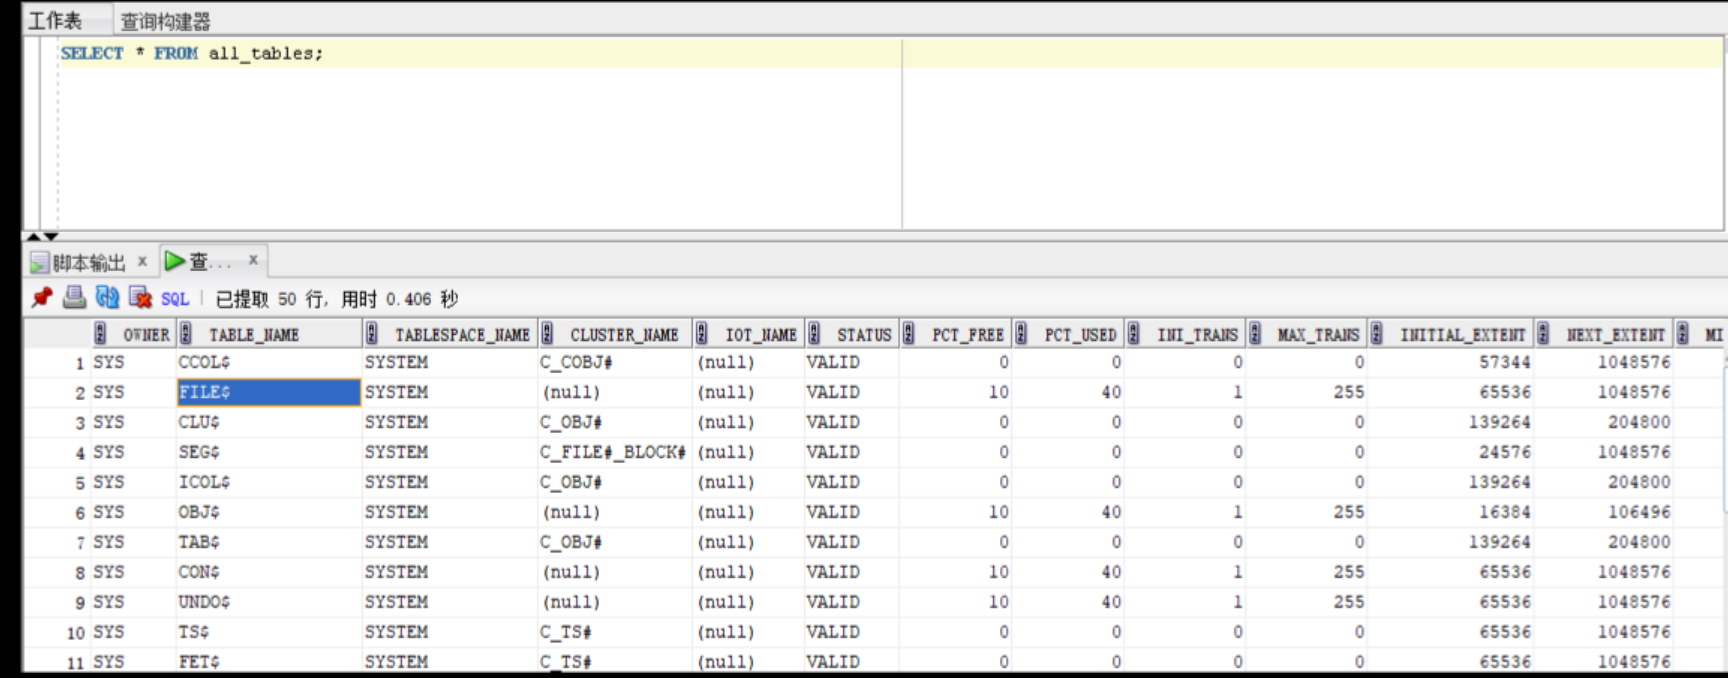 工作表 查询构建器
SELECT * FROM all_tables;
脚本输出 x 查... x
SQL | 已提取 50 行, 用时 0.406 秒
OWNER TABLE_NAME TABLESPACE_NAME CLUSTER_NAME IOT_NAME STATUS PCT_FREE PCT_USED INI_TRANS MAX_TRANS INITIAL_EXTENT NEXT_EXTENT MI
1 SYS CCOL$ SYSTEM C_COBJ# (null) VALID 0 0 0 0 57344 1048576
2 SYS FILE$ SYSTEM (null) (null) VALID 10 40 1 255 65536 1048576
3 SYS CLU$ SYSTEM C_OBJ# (null) VALID 0 0 0 0 139264 204800
4 SYS SEG$ SYSTEM C_FILE#_BLOCK# (null) VALID 0 0 0 0 24576 1048576
5 SYS ICOL$ SYSTEM C_OBJ# (null) VALID 0 0 0 0 139264 204800
6 SYS OBJ$ SYSTEM (null) (null) VALID 10 40 1 255 16384 106496
7 SYS TAB$ SYSTEM C_OBJ# (null) VALID 0 0 0 0 139264 204800
8 SYS CON$ SYSTEM (null) (null) VALID 10 40 1 255 65536 1048576
9 SYS UNDO$ SYSTEM (null) (null) VALID 10 40 1 255 65536 1048576
10 SYS TS$ SYSTEM C_TS# (null) VALID 0 0 0 0 65536 1048576
11 SYS FET$ SYSTEM C_TS# (null) VALID 0 0 0 0 65536 1048576